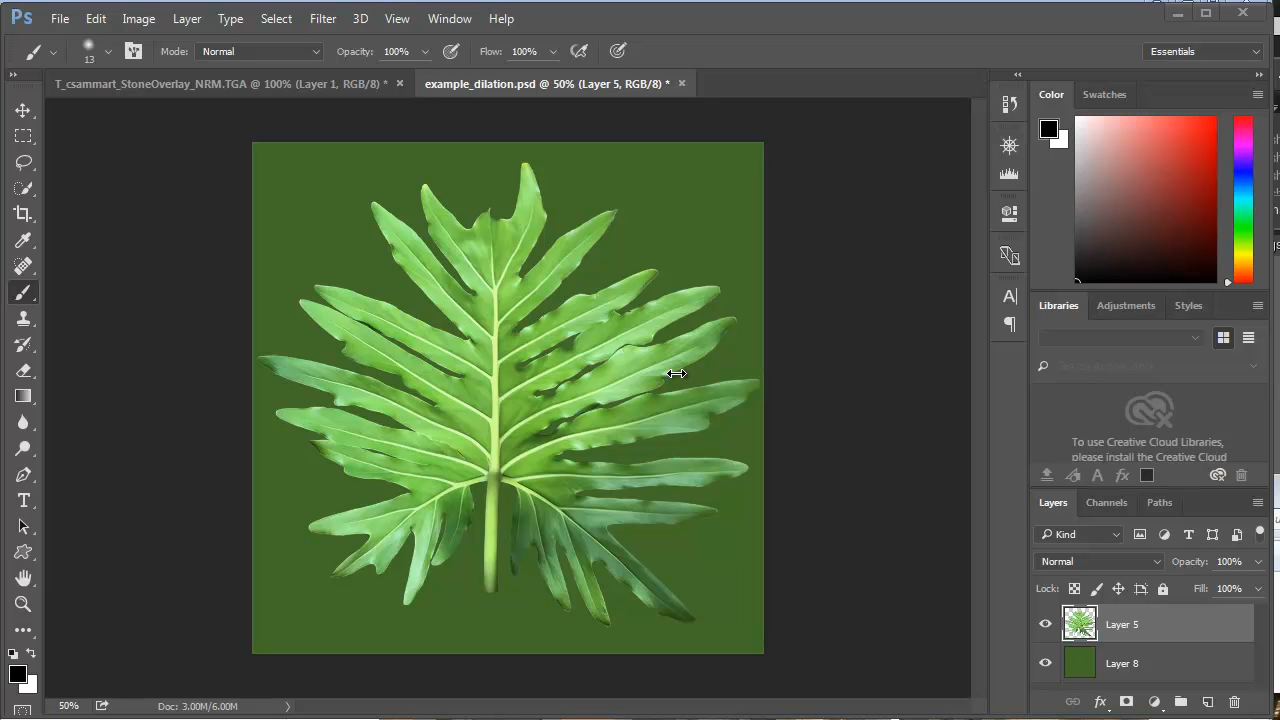 Ps File Edit Image Layer Type Select Filter 3D View Window Help
13 Mode: Normal Opacity: 100% Flow: 100% Essentials
T_csammart_StoneOverlay_NRM.TGA @ 100% (Layer 1, RGB/8) * × example_dilation.psd @ 50% (Layer 5, RGB/8) * ×
Color Swatches
Libraries Adjustments Styles
To use Creative Cloud Libraries,
please install the Creative Cloud
Layers Channels Paths
Kind
Normal Opacity: 100%
Lock: Fill: 100%
Layer 5
Layer 8
50% Doc: 3.00M/6.00M